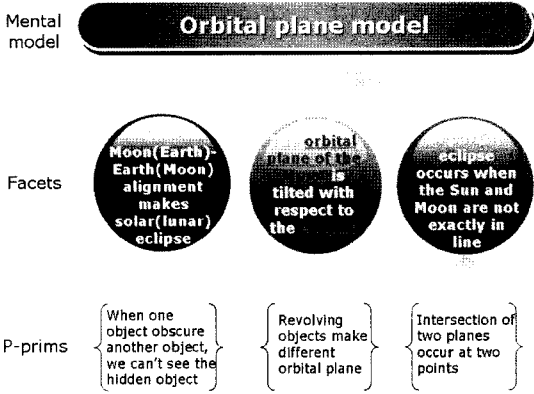 Mental
model
Orbital plane model
Facets
Moon(Earth)-
Earth(Moon)
alignment
makes
solar(lunar)
eclipse
orbital
plane of the
is
tilted with
respect to
the
eclipse
occurs when
the Sun and
Moon are not
exactly in
line
P-prims
When one
object obscure
another object,
we can't see the
hidden object
Revolving
objects make
different
orbital plane
Intersection of
two planes
occur at two
points